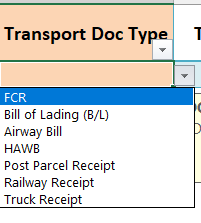 Transport Doc Type
FCR
Bill of Lading (B/L)
Airway Bill
HAWB
Post Parcel Receipt
Railway Receipt
Truck Receipt